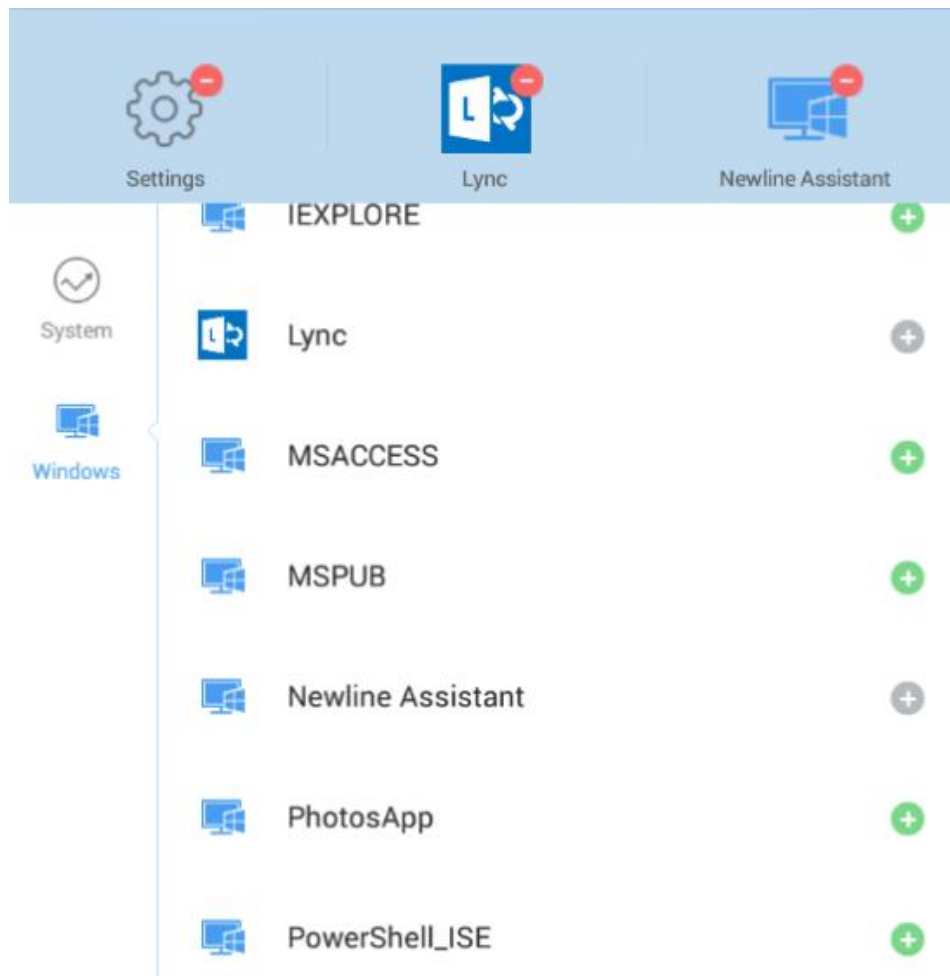 L
Settings
Lync
Newline Assistant
IEXPLORE
System
L
Lync
Windows
MSACCESS
MSPUB
Newline Assistant
PhotosApp
PowerShell_ISE